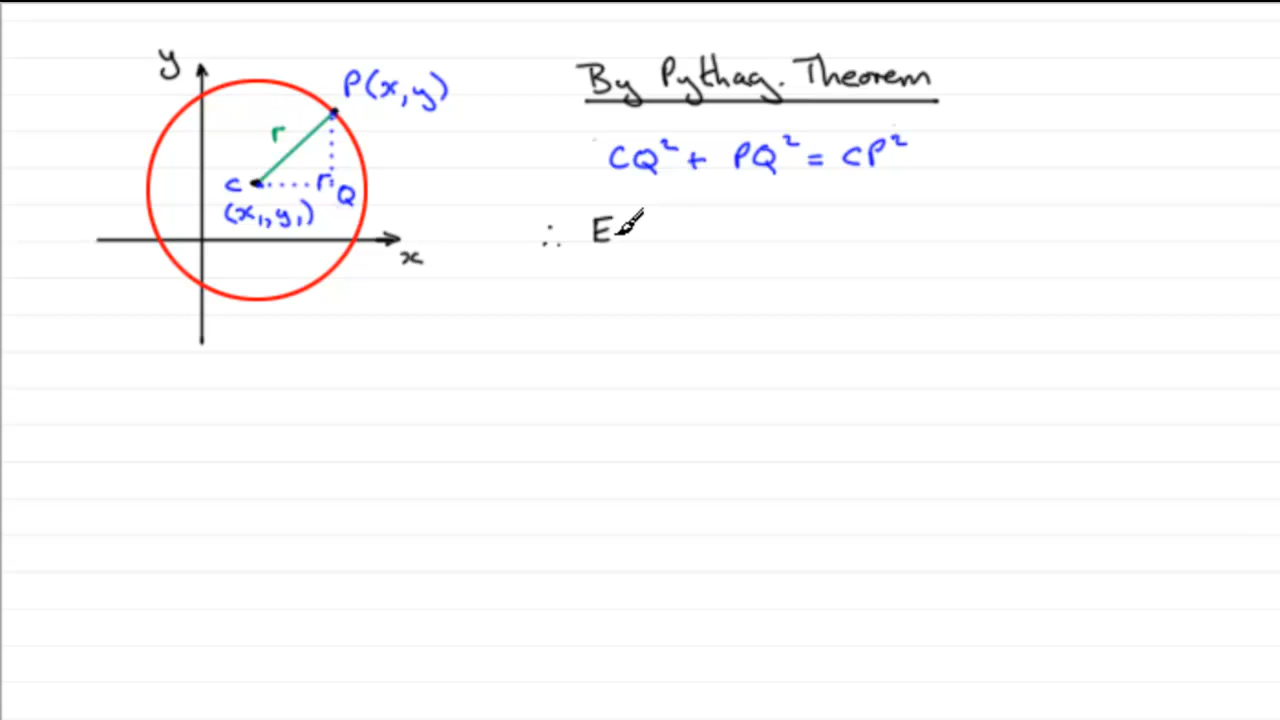 y
P(x,y)
r
C
Q
(x₁,y₁)
x
By Pythag. Theorem
CQ² + PQ² = CP²
∴ E